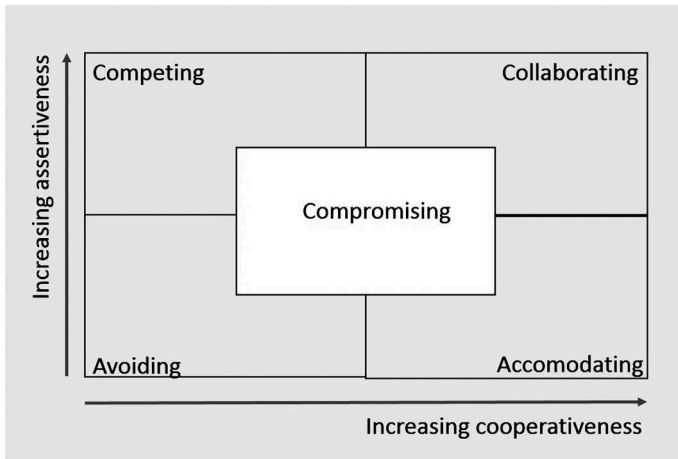 Competing
Collaborating
Increasing assertiveness
Compromising
Avoiding
Accomodating
Increasing cooperativeness